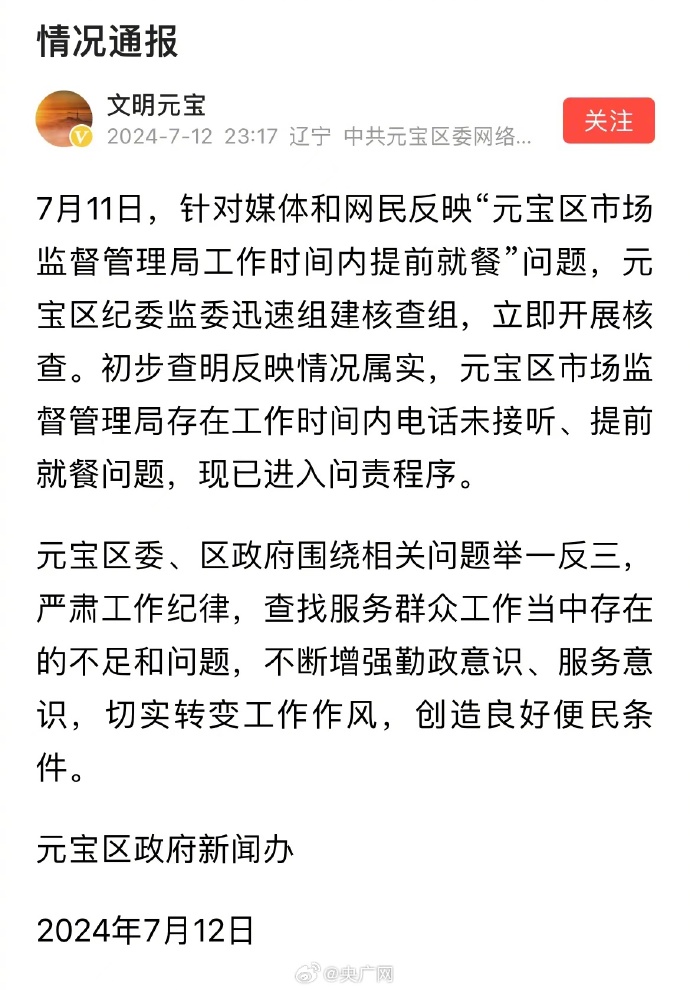 情况通报
文明元宝
2024-7-12 23:17 辽宁 中共元宝区委网络...
关注
7月11日，针对媒体和网民反映“元宝区市场
监督管理局工作时间内提前就餐”问题，元
宝区纪委监委迅速组建核查组，立即开展核
查。初步查明反映情况属实，元宝区市场监
督管理局存在工作时间内电话未接听、提前
就餐问题，现已进入问责程序。
元宝区委、区政府围绕相关问题举一反三，
严肃工作纪律，查找服务群众工作当中存在
的不足和问题，不断增强勤政意识、服务意
识，切实转变工作作风，创造良好便民条
件。
元宝区政府新闻办
2024年7月12日
@央广网